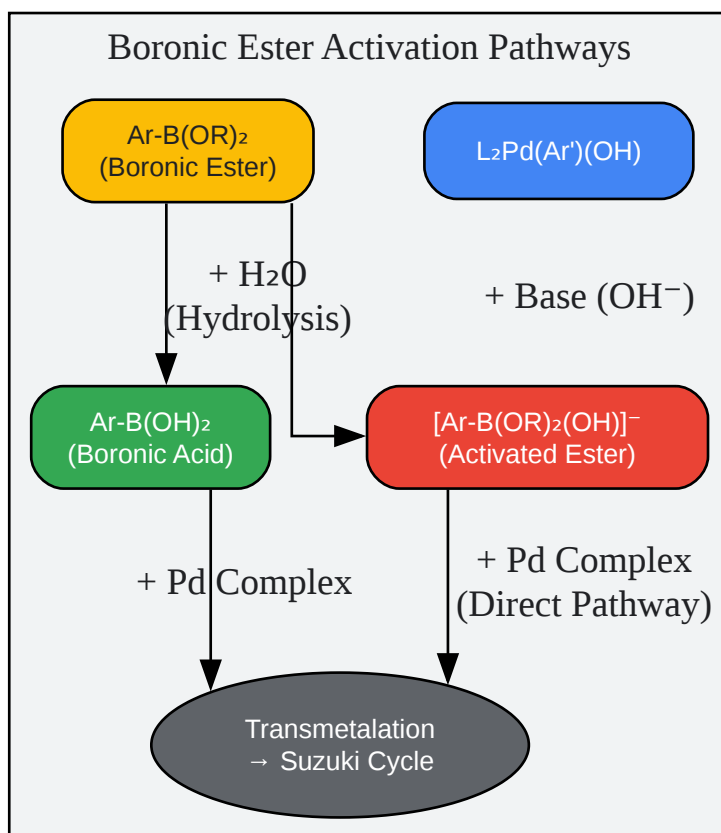 Boronic Ester Activation Pathways
Ar-B(OR)₂
(Boronic Ester)
L₂Pd(Ar')(OH)
+ H₂O
(Hydrolysis)
+ Base (OH⁻)
Ar-B(OH)₂
(Boronic Acid)
[Ar-B(OR)₂(OH)]⁻
(Activated Ester)
+ Pd Complex
+ Pd Complex
(Direct Pathway)
Transmetalation
→ Suzuki Cycle